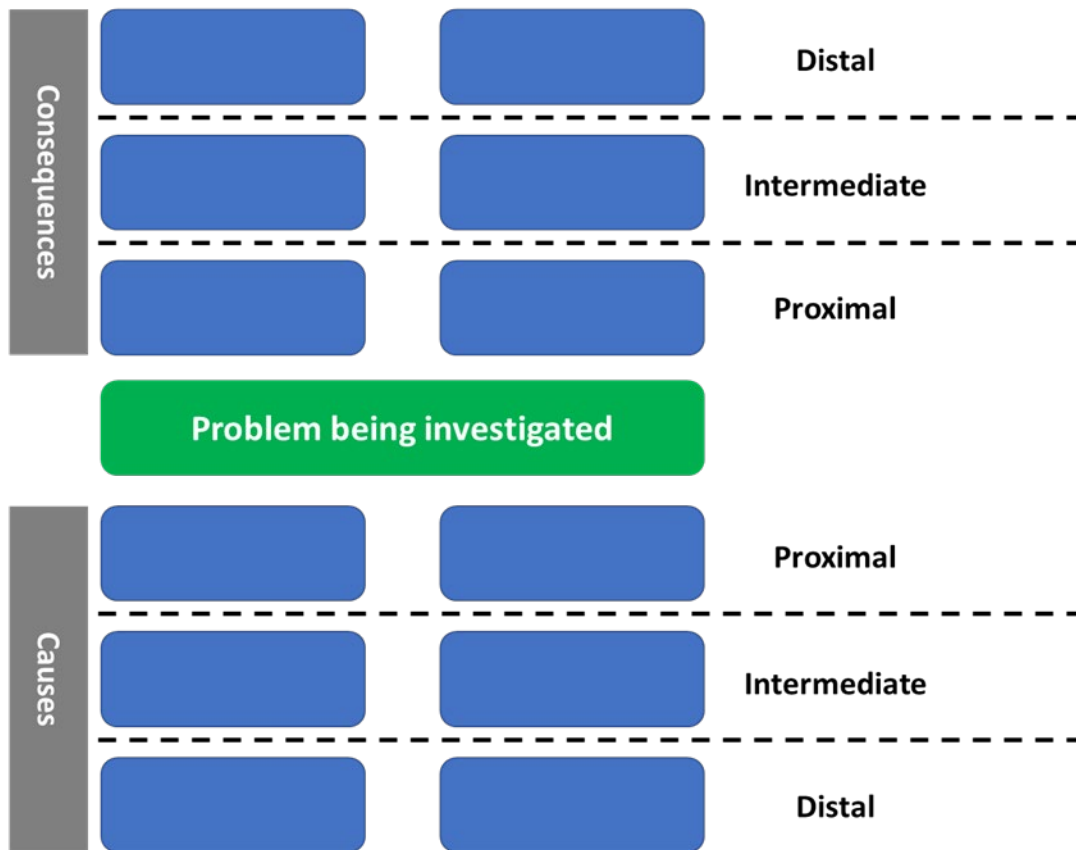 Consequences
Distal
Intermediate
Proximal
Problem being investigated
Causes
Proximal
Intermediate
Distal